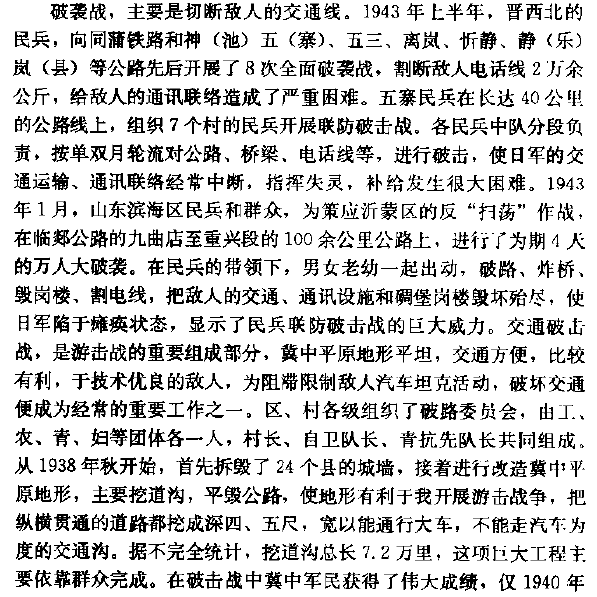 破袭战，主要是切断敌人的交通线。1943年上半年，晋西北的
民兵，向同蒲铁路和神（池）五（寨）、五三、离岚、忻静、静（乐）
岚（县）等公路先后开展了8次全面破袭战，割断敌人电话线2万余
公斤，给敌人的通讯联络造成了严重困难。五寨民兵在长达40公里
的公路线上，组织7个村的民兵开展联防破击战。各民兵中队分段负
责，按单双月轮流对公路、桥梁、电话线等，进行破击，使日军的交
通运输、通讯联络经常中断，指挥失灵，补给发生很大困难。1943
年1月，山东滨海区民兵和群众，为策应沂蒙区的反“扫荡”作战，
在临郯公路的九曲店至重兴段的100余公里公路上，进行了为期4天
的万人大破袭。在民兵的带领下，男女老幼一起出动，破路、炸桥、
毁岗楼、割电线，把敌人的交通、通讯设施和碉堡岗楼毁坏殆尽，使
日军陷于瘫痪状态，显示了民兵联防破击战的巨大威力。交通破击
战，是游击战的重要组成部分，冀中平原地形平坦，交通方便，比较
有利，于技术优良的敌人，为阻滞限制敌人汽车坦克活动，破坏交通
便成为经常的重要工作之一。区、村各级组织了破路委员会，由工、
农、青、妇等团体各一人，村长、自卫队长、青抗先队长共同组成。
从1938年秋开始，首先拆毁了24个县的城墙，接着进行改造冀中平
原地形，主要挖道沟，平毁公路，使地形有利于我开展游击战争，把
纵横贯通的道路都挖成深四、五尺，宽以能通行大车，不能走汽车为
度的交通沟。据不完全统计，挖道沟总长7.2万里，这项巨大工程主
要依靠群众完成。在破击战中冀中军民获得了伟大成绩，仅1940年